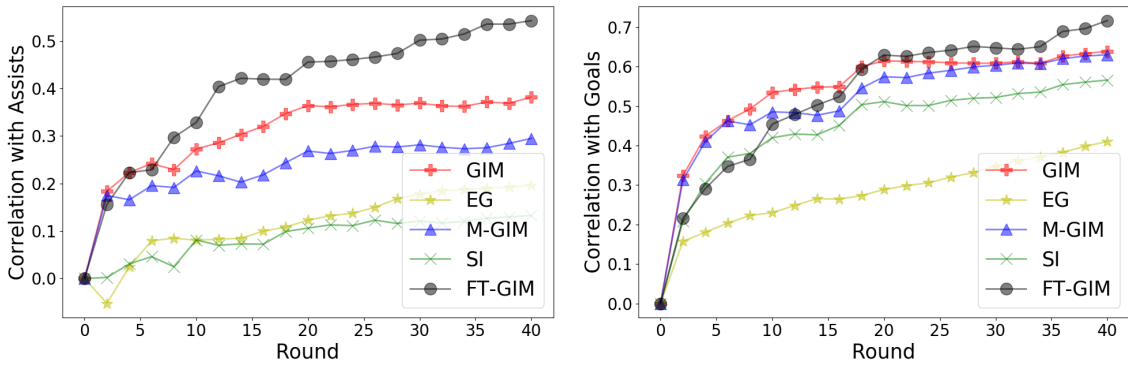 Correlation with Assists
0.5
0.4
0.3
0.2
0.1
0.0
0 5 10 15 20 25 30 35 40
Round
GIM
EG
M-GIM
SI
FT-GIM
Correlation with Goals
0.7
0.6
0.5
0.4
0.3
0.2
0.1
0.0
0 5 10 15 20 25 30 35 40
Round
GIM
EG
M-GIM
SI
FT-GIM